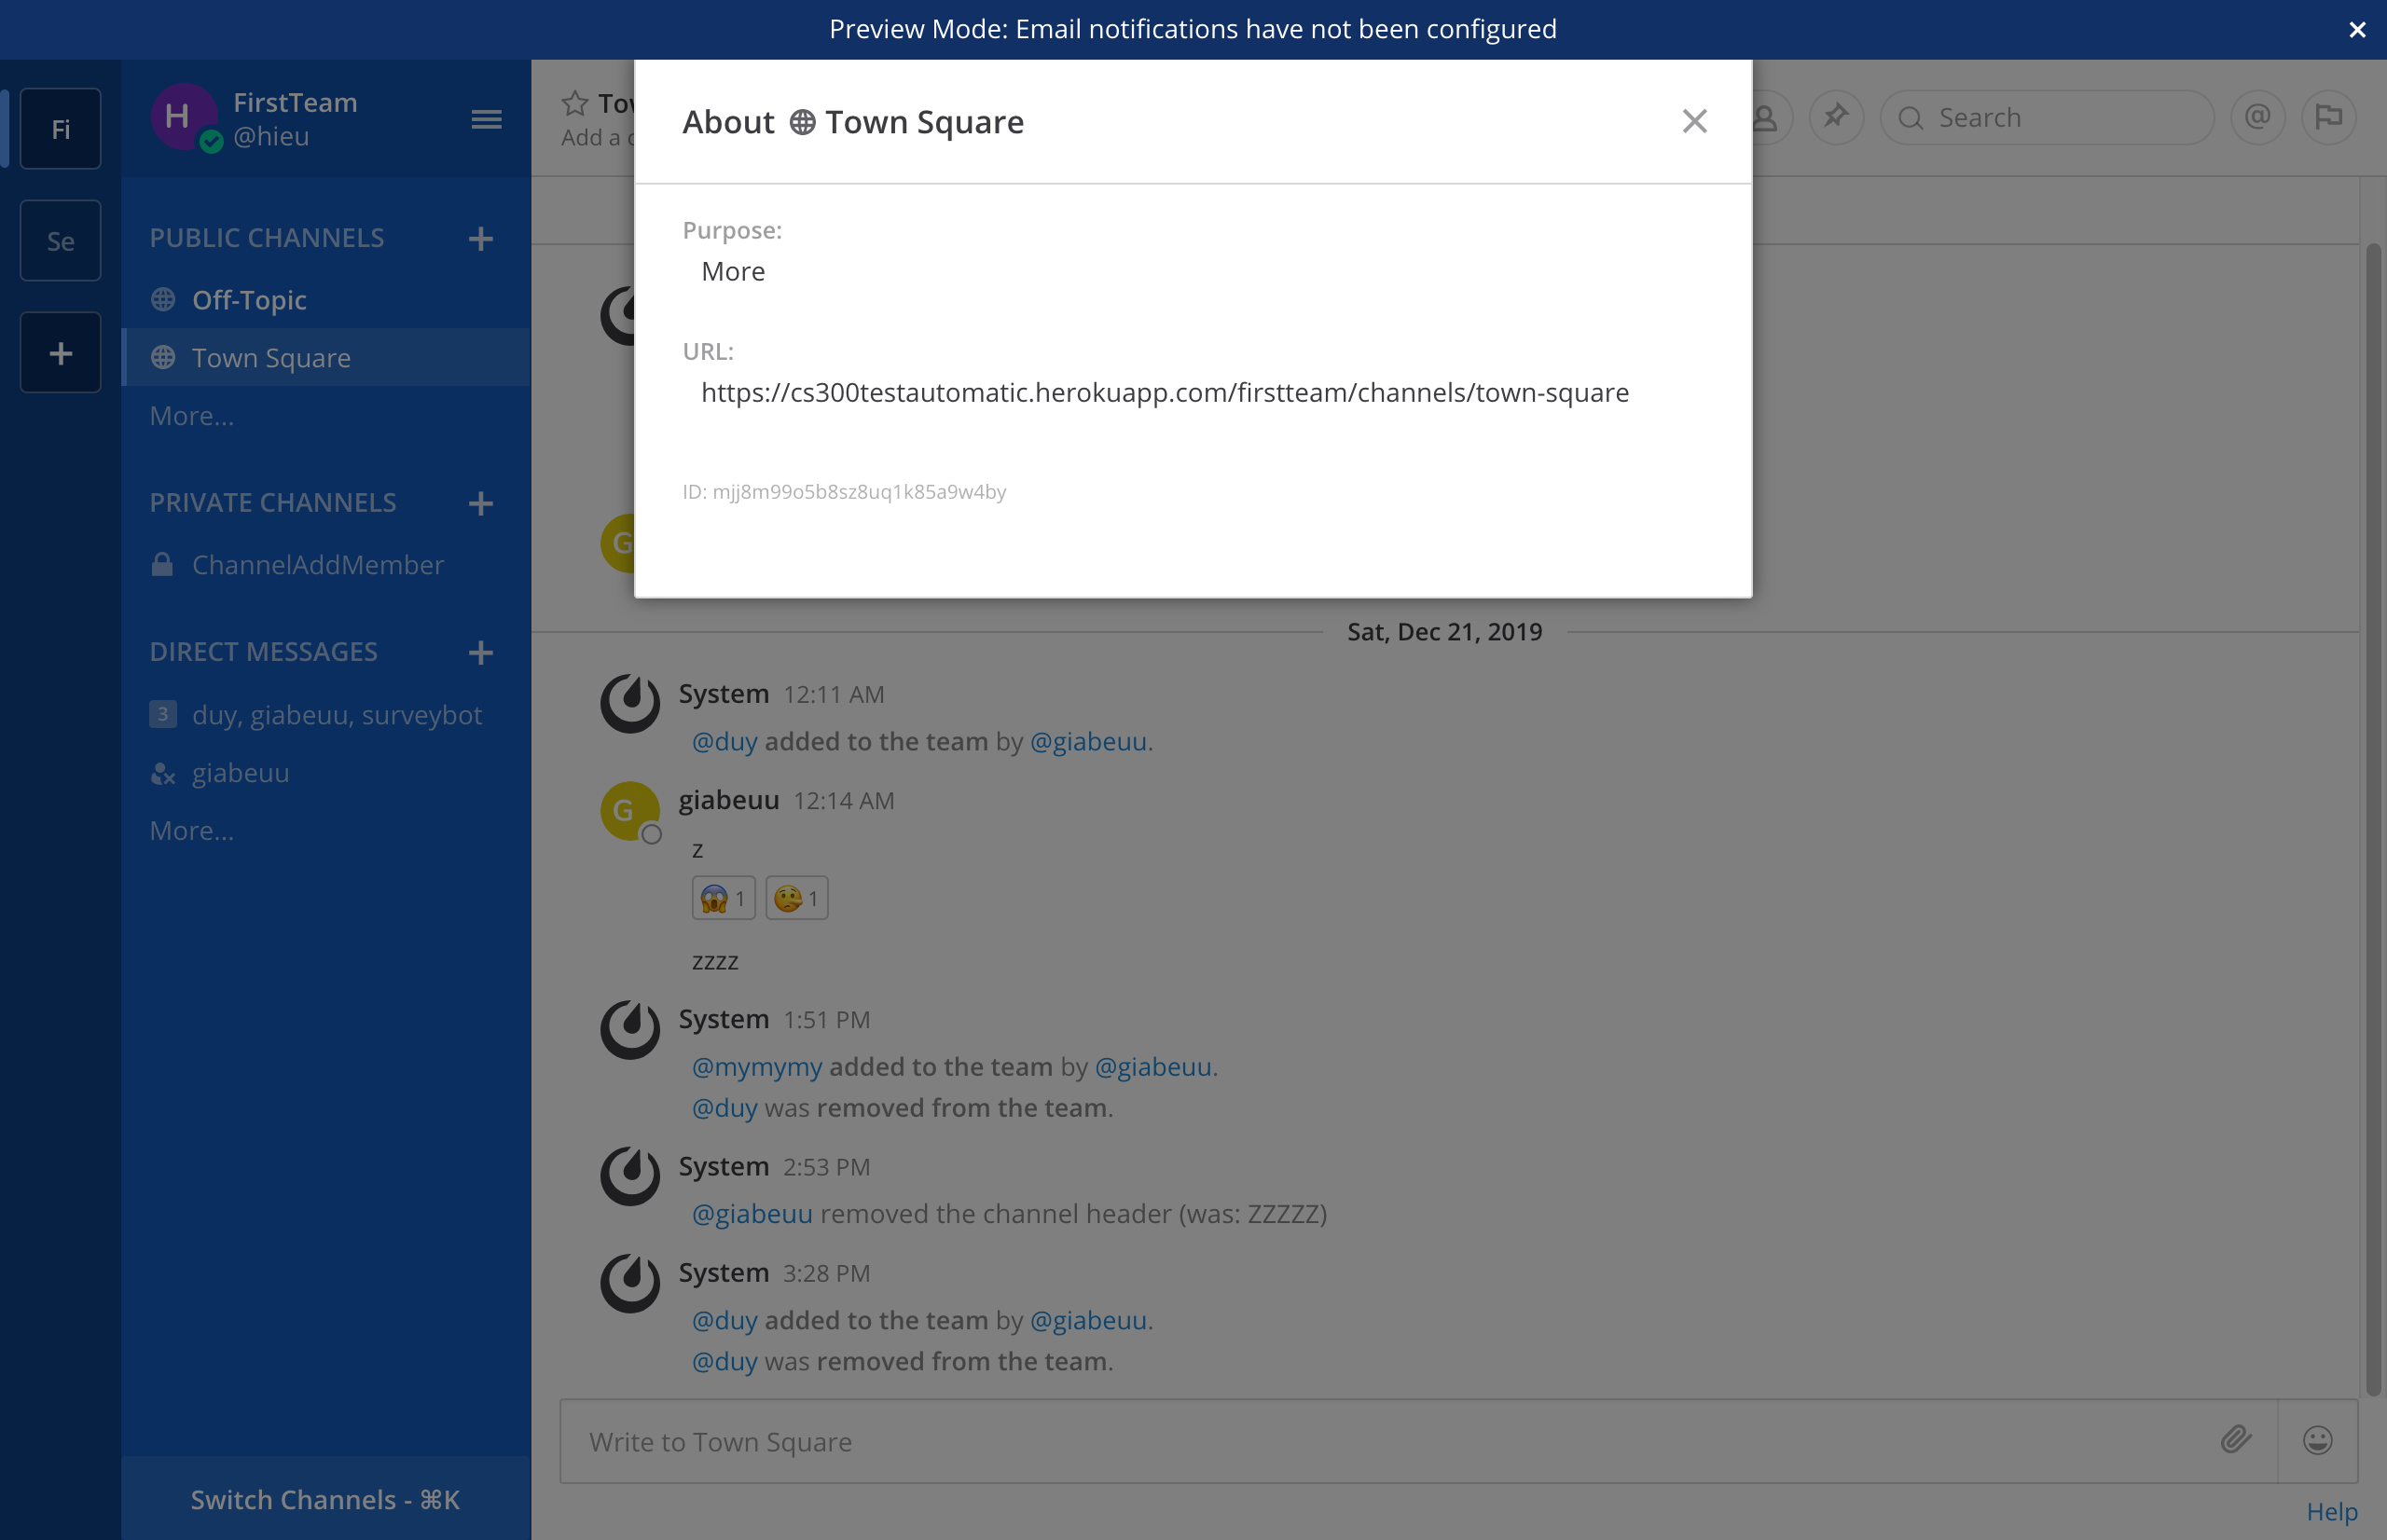 Preview Mode: Email notifications have not been configured
Fi
Se
H
FirstTeam
@hieu
PUBLIC CHANNELS
Off-Topic
Town Square
More...
PRIVATE CHANNELS
ChannelAddMember
DIRECT MESSAGES
3 duy, giabeuu, surveybot
giabeuu
More...
Switch Channels - ⌘K
Add a
Search
@
About Town Square
Purpose:
More
URL:
https://cs300testautomatic.herokuapp.com/firstteam/channels/town-square
ID: mjj8m99o5b8sz8uq1k85a9w4by
G
Sat, Dec 21, 2019
System 12:11 AM
@duy added to the team by @giabeuu.
G
giabeuu 12:14 AM
z
1 1
zzzz
System 1:51 PM
@mymymy added to the team by @giabeuu.
@duy was removed from the team.
System 2:53 PM
@giabeuu removed the channel header (was: ZZZZZ)
System 3:28 PM
@duy added to the team by @giabeuu.
@duy was removed from the team.
Write to Town Square
Help